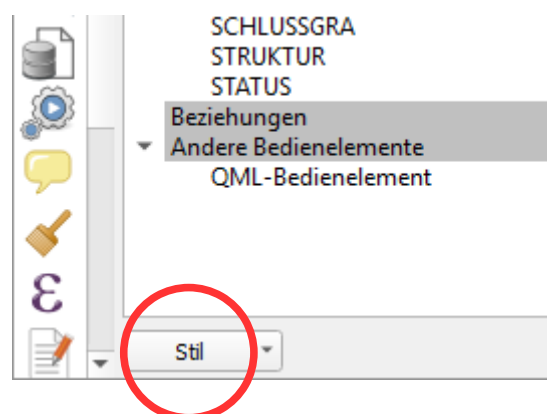 SCHLUSSGRA
STRUKTUR
STATUS
Beziehungen
Andere Bedienelemente
QML-Bedienelement
ε
Stil